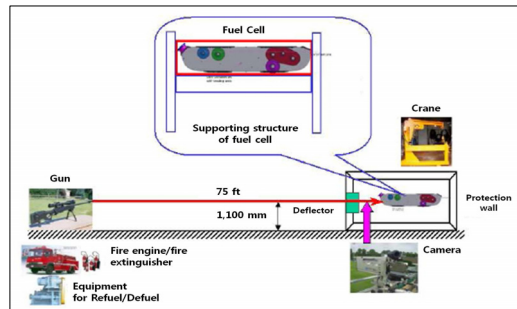 Fuel Cell
Supporting structure
of fuel cell
Crane
Gun
75 ft
1,100 mm
Deflector
Protection
wall
Fire engine/fire
extinguisher
Camera
Equipment
for Refuel/Defuel